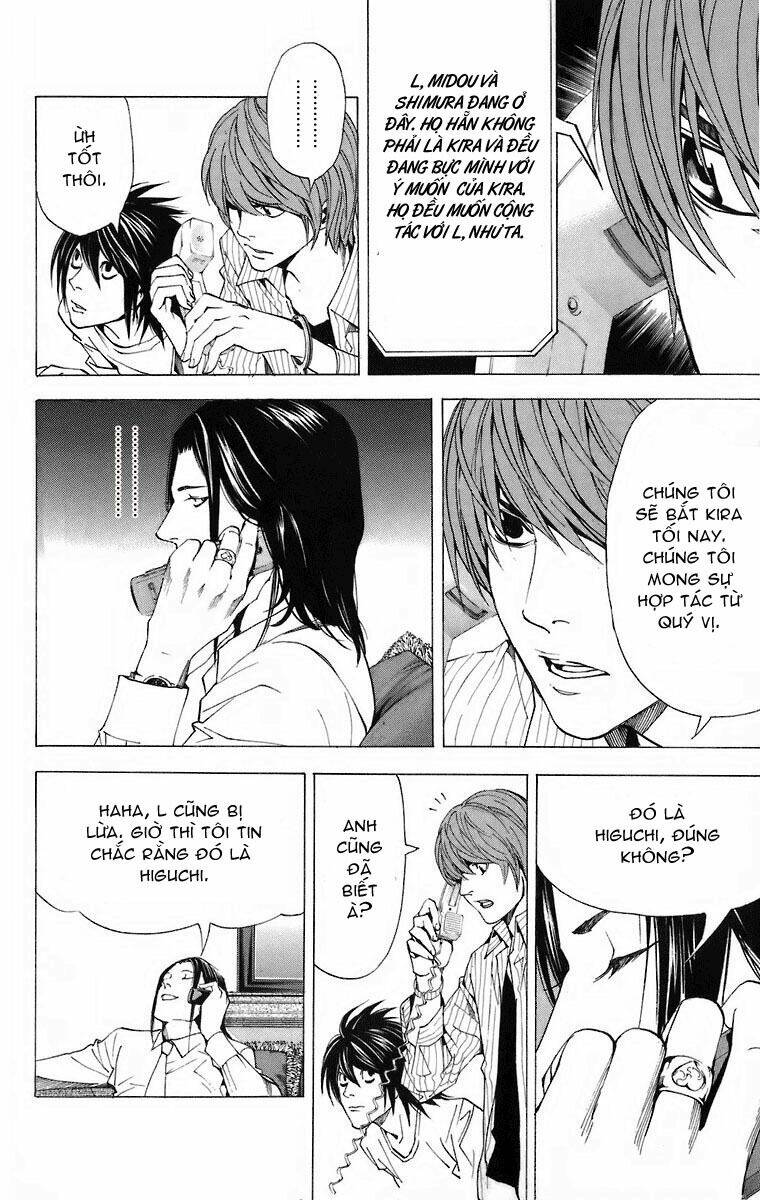 L, MIDOU VÀ
SHIMURA ĐANG Ở
ĐÂY. HỌ HẲN KHÔNG
PHẢI LÀ KIRA VÀ ĐỀU
ĐANG BỰC MÌNH VỚI
Ý MUỐN CỦA KIRA.
HỌ ĐỀU MUỐN CỘNG
TÁC VỚI L, NHƯ TA.
......
ỪH
TỐT
THÔI.
CHÚNG TÔI
SẼ BẮT KIRA
TỐI NAY.
CHÚNG TÔI
MONG SỰ
HỢP TÁC TỪ
QUÝ VỊ.
......
ĐÓ LÀ
HIGUCHI, ĐÚNG
KHÔNG?
ANH
CŨNG
ĐÃ
BIẾT
À?
HAHA, L CŨNG BỊ
LỪA. GIỜ THÌ TÔI TIN
CHẮC RẰNG ĐÓ LÀ
HIGUCHI.